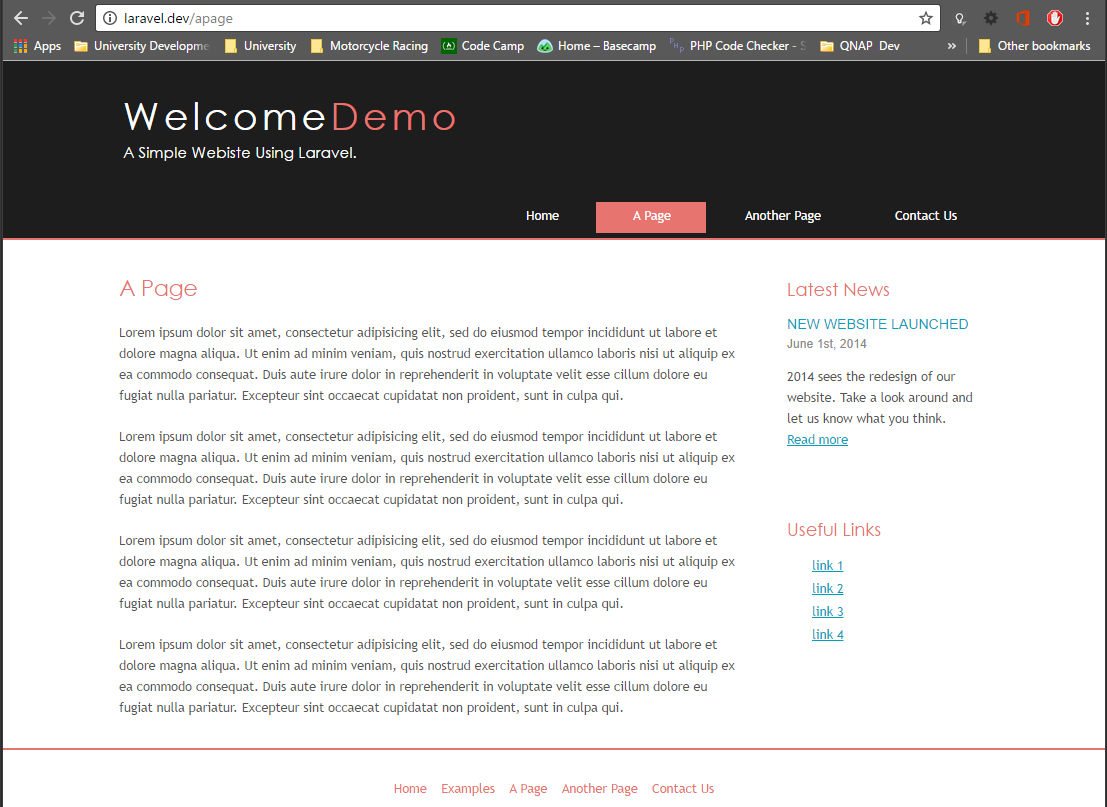 laravel.dev/apage
Apps University Developme University Motorcycle Racing Code Camp Home – Basecamp PHP Code Checker - S QNAP Dev » Other bookmarks
WelcomeDemo
A Simple Webiste Using Laravel.
Home A Page Another Page Contact Us
A Page
Lorem ipsum dolor sit amet, consectetur adipisicing elit, sed do eiusmod tempor incididunt ut labore et
dolore magna aliqua. Ut enim ad minim veniam, quis nostrud exercitation ullamco laboris nisi ut aliquip ex
ea commodo consequat. Duis aute irure dolor in reprehenderit in voluptate velit esse cillum dolore eu
fugiat nulla pariatur. Excepteur sint occaecat cupidatat non proident, sunt in culpa qui.
Lorem ipsum dolor sit amet, consectetur adipisicing elit, sed do eiusmod tempor incididunt ut labore et
dolore magna aliqua. Ut enim ad minim veniam, quis nostrud exercitation ullamco laboris nisi ut aliquip ex
ea commodo consequat. Duis aute irure dolor in reprehenderit in voluptate velit esse cillum dolore eu
fugiat nulla pariatur. Excepteur sint occaecat cupidatat non proident, sunt in culpa qui.
Lorem ipsum dolor sit amet, consectetur adipisicing elit, sed do eiusmod tempor incididunt ut labore et
dolore magna aliqua. Ut enim ad minim veniam, quis nostrud exercitation ullamco laboris nisi ut aliquip ex
ea commodo consequat. Duis aute irure dolor in reprehenderit in voluptate velit esse cillum dolore eu
fugiat nulla pariatur. Excepteur sint occaecat cupidatat non proident, sunt in culpa qui.
Lorem ipsum dolor sit amet, consectetur adipisicing elit, sed do eiusmod tempor incididunt ut labore et
dolore magna aliqua. Ut enim ad minim veniam, quis nostrud exercitation ullamco laboris nisi ut aliquip ex
ea commodo consequat. Duis aute irure dolor in reprehenderit in voluptate velit esse cillum dolore eu
fugiat nulla pariatur. Excepteur sint occaecat cupidatat non proident, sunt in culpa qui.
Latest News
NEW WEBSITE LAUNCHED
June 1st, 2014
2014 sees the redesign of our
website. Take a look around and
let us know what you think.
Read more
Useful Links
link 1
link 2
link 3
link 4
Home Examples A Page Another Page Contact Us